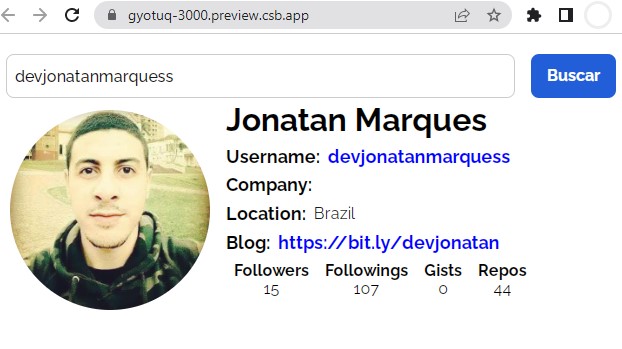 gyotuq-3000.preview.csb.app
devjonatanmarquess
Buscar
Jonatan Marques
Username: devjonatanmarquess
Company:
Location: Brazil
Blog: https://bit.ly/devjonatan
Followers Followings Gists Repos
15 107 0 44